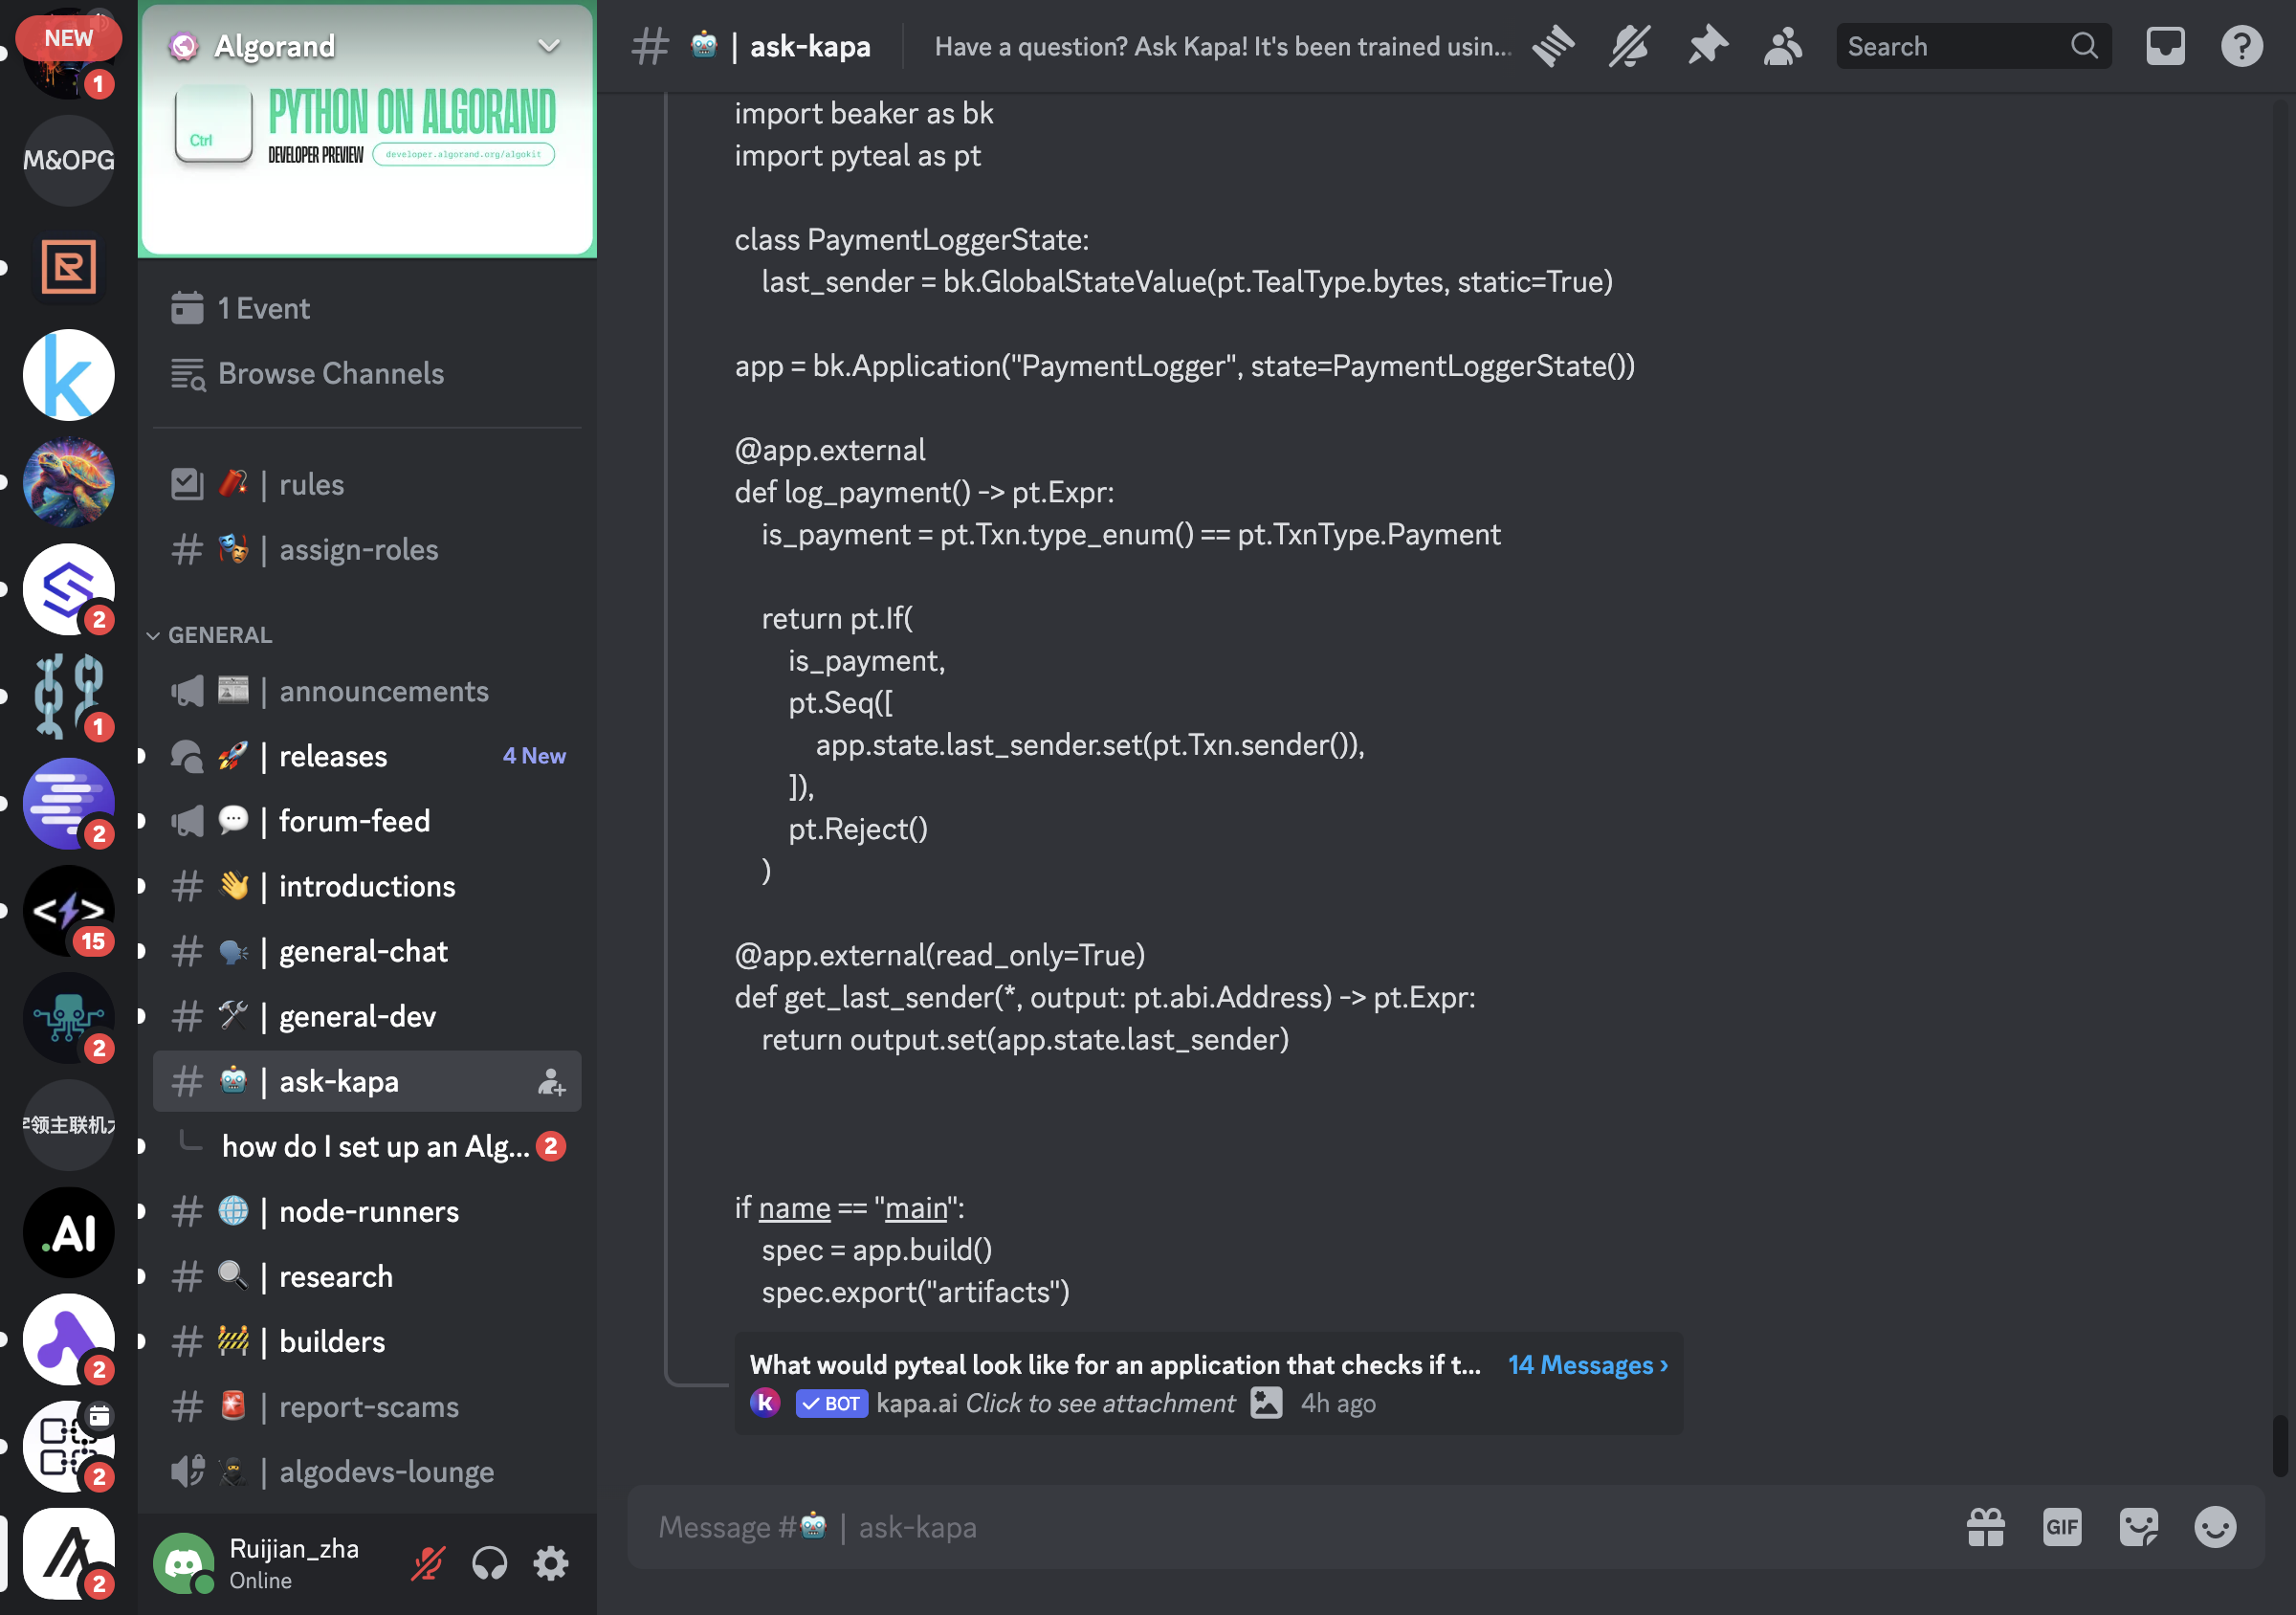 NEW
1
M&OPG
2
1
2
15
2
字领主联机大
.AI
2
2
2
Algorand
Ctrl
PYTHON ON ALGORAND
DEVELOPER PREVIEW
developer.algorand.org/algokit
1 Event
Browse Channels
| rules
| assign-roles
GENERAL
| announcements
| releases 4 New
| forum-feed
| introductions
| general-chat
| general-dev
| ask-kapa
how do I set up an Alg... 2
| node-runners
| research
| builders
| report-scams
| algodevs-lounge
Ruijian_zha
Online
# 🤖 | ask-kapa
Have a question? Ask Kapa! It's been trained usin...
Search
import beaker as bk
import pyteal as pt
class PaymentLoggerState:
    last_sender = bk.GlobalStateValue(pt.TealType.bytes, static=True)
app = bk.Application("PaymentLogger", state=PaymentLoggerState())
@app.external
def log_payment() -> pt.Expr:
    is_payment = pt.Txn.type_enum() == pt.TxnType.Payment
    return pt.If(
        is_payment,
        pt.Seq([
            app.state.last_sender.set(pt.Txn.sender()),
        ]),
        pt.Reject()
    )
@app.external(read_only=True)
def get_last_sender(*, output: pt.abi.Address) -> pt.Expr:
    return output.set(app.state.last_sender)
if name == "main":
    spec = app.build()
    spec.export("artifacts")
What would pyteal look like for an application that checks if t... 14 Messages ›
k ✓ BOT kapa.ai Click to see attachment 4h ago
Message #🤖 | ask-kapa
GIF